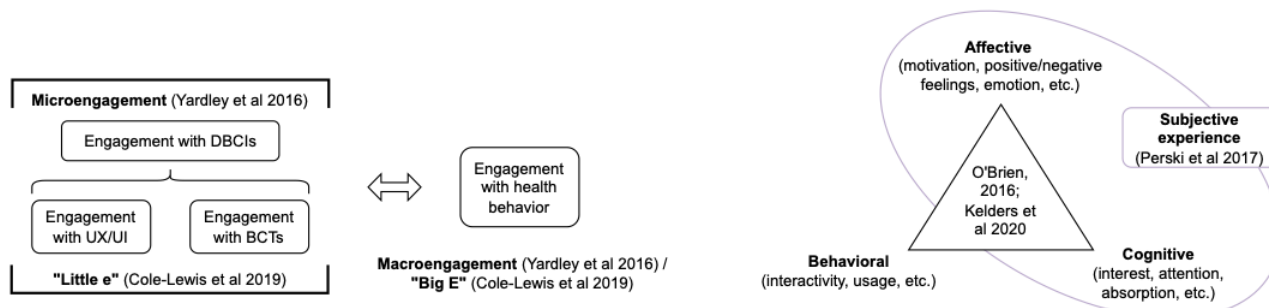 Microengagement (Yardley et al 2016)
Engagement with DBCIs
Engagement
with UX/UI
Engagement
with BCTs
"Little e" (Cole-Lewis et al 2019)
Engagement
with health
behavior
Macroengagement (Yardley et al 2016) /
"Big E" (Cole-Lewis et al 2019)
Affective
(motivation, positive/negative
feelings, emotion, etc.)
Subjective
experience
(Perski et al 2017)
O'Brien,
2016;
Kelders et
al 2020
Behavioral
(interactivity, usage, etc.)
Cognitive
(interest, attention,
absorption, etc.)